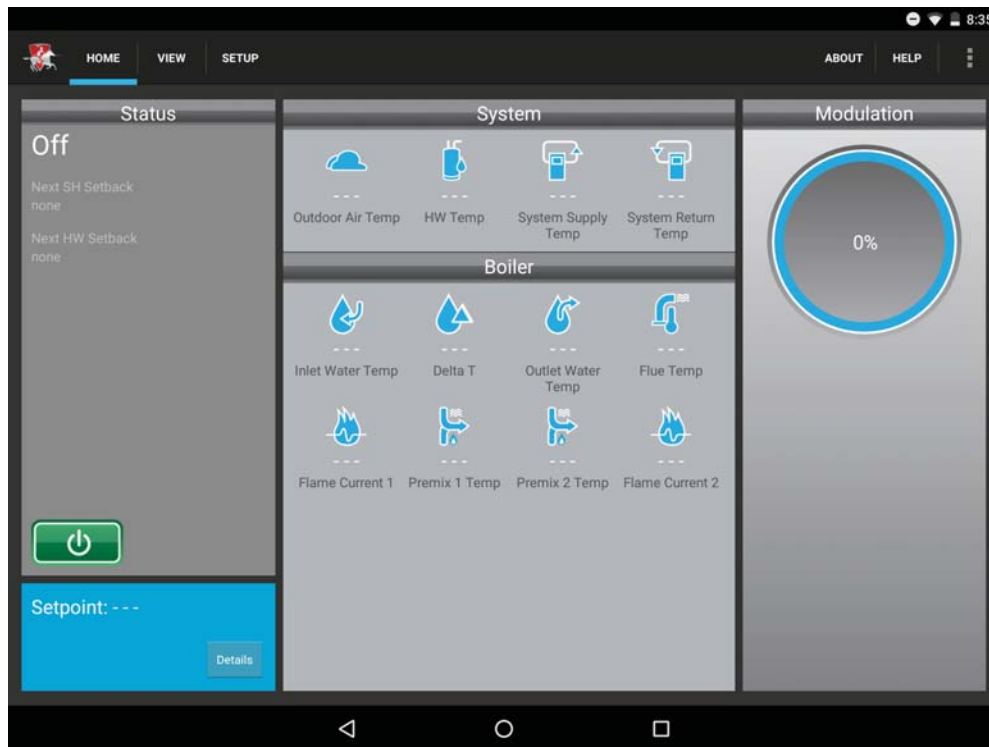 8:35
HOME
VIEW
SETUP
ABOUT
HELP
Status
Off
Next SH Setback
none
Next HW Setback
none
Setpoint: - - -
Details
System
- - -
Outdoor Air Temp
- - -
HW Temp
- - -
System Supply
Temp
- - -
System Return
Temp
Boiler
- - -
Inlet Water Temp
- - -
Delta T
- - -
Outlet Water
Temp
- - -
Flue Temp
- - -
Flame Current 1
- - -
Premix 1 Temp
- - -
Premix 2 Temp
- - -
Flame Current 2
Modulation
0%